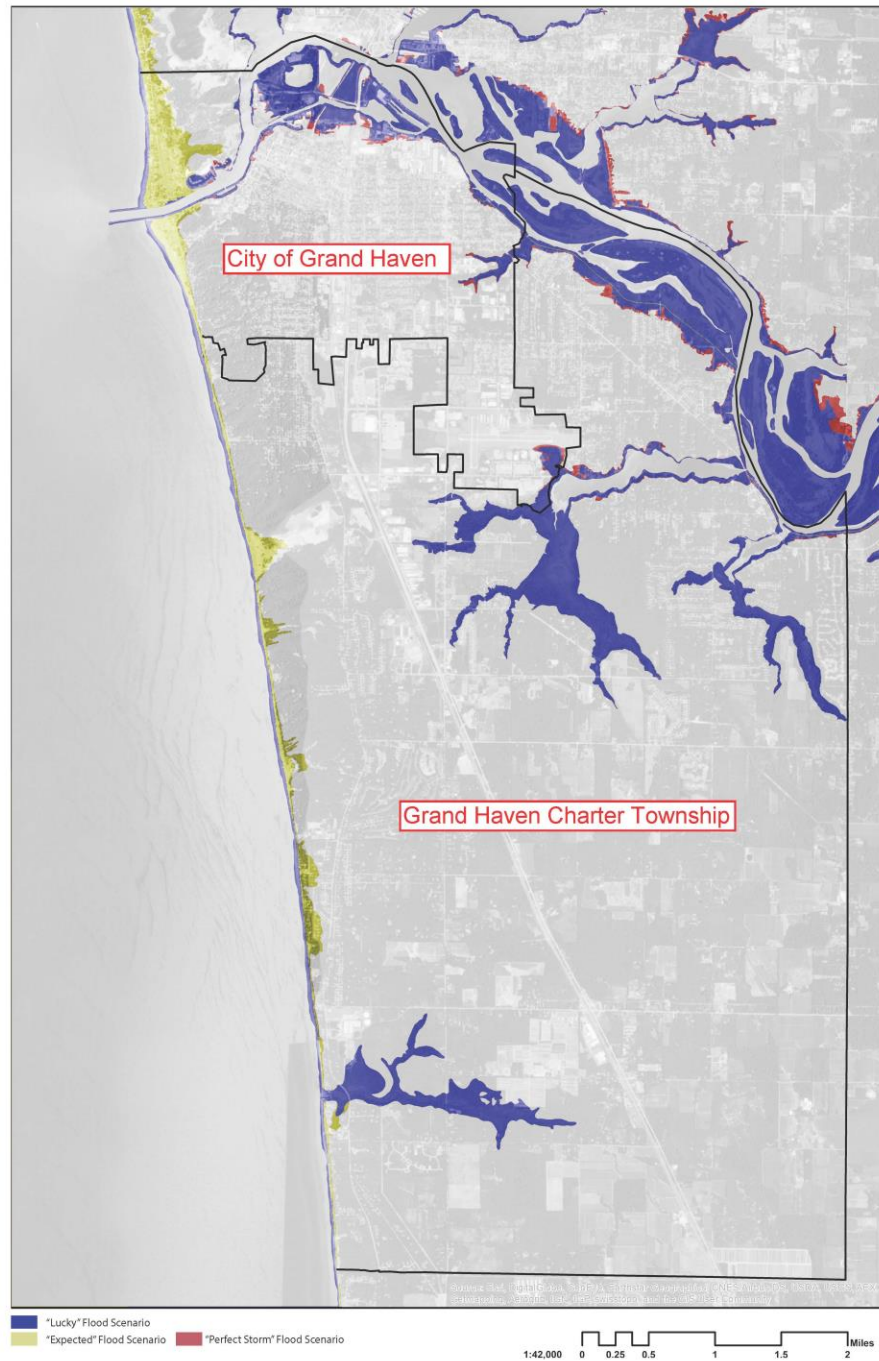 City of Grand Haven
Grand Haven Charter Township
"Lucky" Flood Scenario
"Expected" Flood Scenario
"Perfect Storm" Flood Scenario
1:42,000
0 0.25 0.5 1 1.5 2
Miles